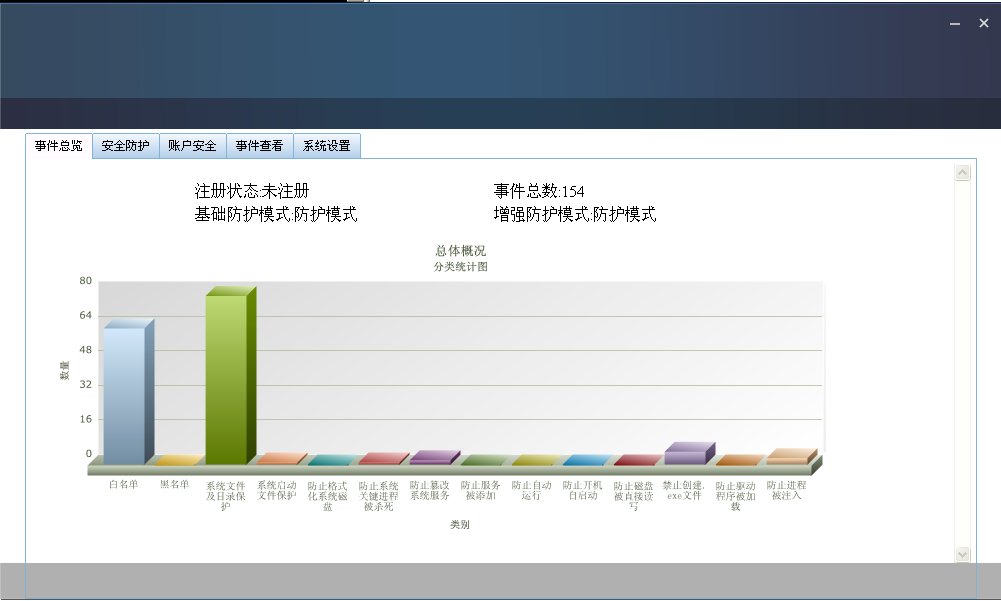 事件总览 安全防护 账户安全 事件查看 系统设置
注册状态:未注册 事件总数:154
基础防护模式:防护模式 增强防护模式:防护模式
总体概况
分类统计图
80
64
48
32
16
0
数量
白名单
黑名单
系统文件
及目录保
护
系统启动
文件保护
防止格式
化系统磁
盘
防止系统
关键进程
被杀死
防止篡改
系统服务
防止服务
被添加
防止自动
运行
防止开机
自启动
防止磁盘
被直接读
写
禁止创建.
exe文件
防止驱动
程序被加
载
防止进程
被注入
类别